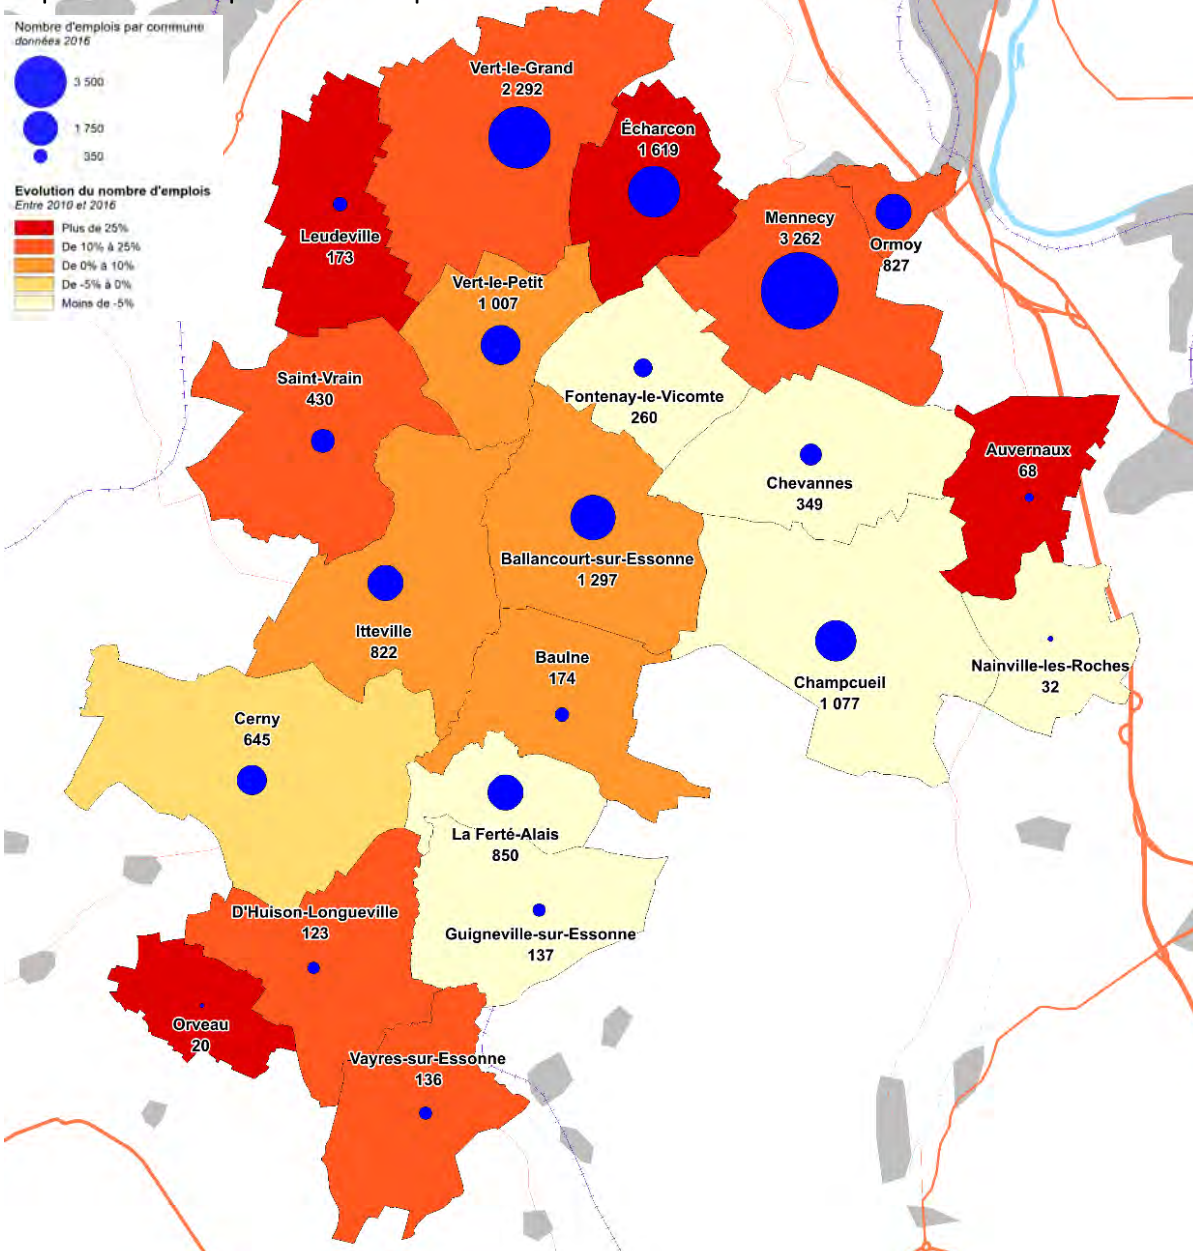 Nombre d'emplois par commune
données 2016
3 500
1 750
350
Evolution du nombre d'emplois
Entre 2010 et 2016
Plus de 25%
De 10% à 25%
De 0% à 10%
De -5% à 0%
Moins de -5%
Vert-le-Grand
2 292
Écharcon
1 619
Leudeville
173
Mennecy
3 262
Ormoy
827
Vert-le-Petit
1 007
Saint-Vrain
430
Fontenay-le-Vicomte
260
Auvernaux
68
Chevannes
349
Ballancourt-sur-Essonne
1 297
Itteville
822
Baulne
174
Nainville-les-Roches
32
Champcueil
1 077
Cerny
645
La Ferté-Alais
850
D'Huison-Longueville
123
Guigneville-sur-Essonne
137
Orveau
20
Vayres-sur-Essonne
136